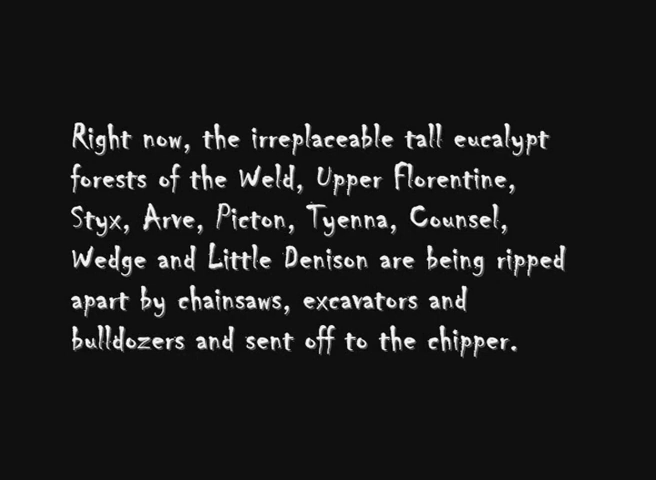 Right now, the irreplaceable tall eucalypt
forests of the Weld, Upper Florentine,
Styx, Arve, Picton, Tyenna, Counsel,
Wedge and Little Denison are being ripped
apart by chainsaws, excavators and
bulldozers and sent off to the chipper.